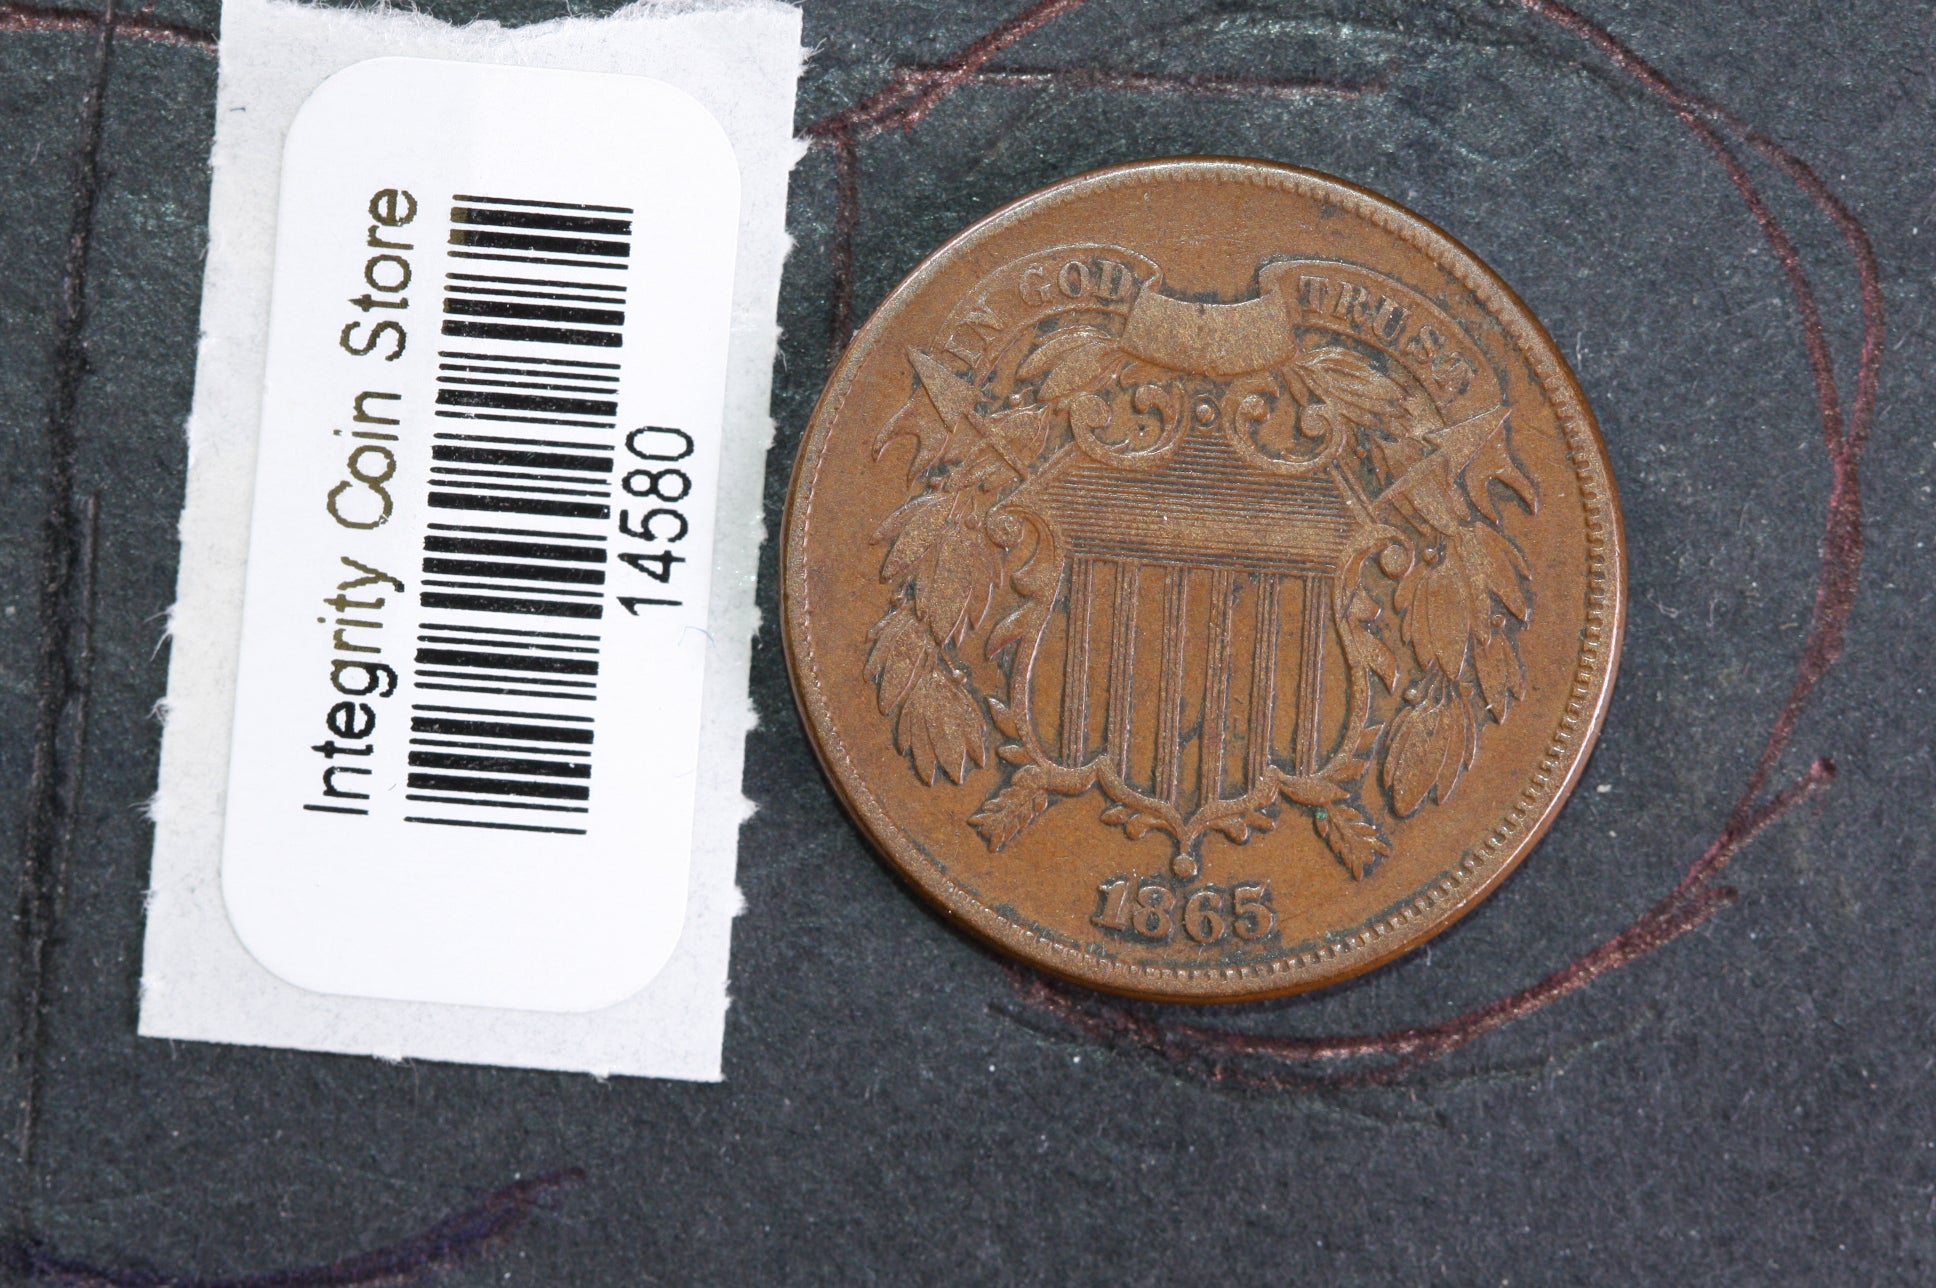 Integrity Coin Store
14580
IN GOD TRUST
1865